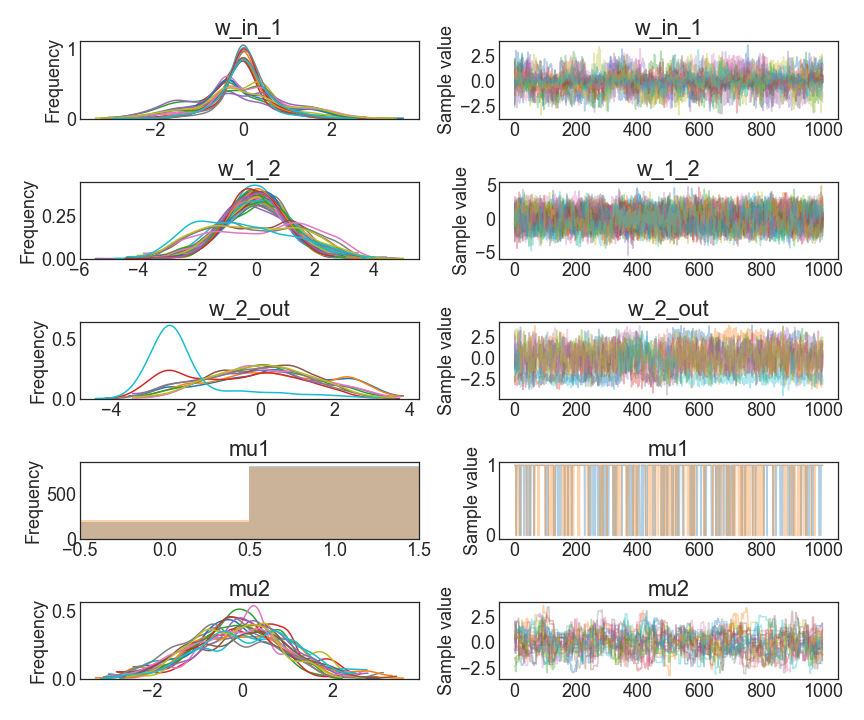 w_in_1
Frequency
1
0
−2 0 2
w_in_1
Sample value
2.5
0.0
−2.5
0 200 400 600 800 1000
w_1_2
Frequency
0.25
0.00
−6 −4 −2 0 2 4
w_1_2
Sample value
5
0
−5
0 200 400 600 800 1000
w_2_out
Frequency
0.5
0.0
−4 −2 0 2 4
w_2_out
Sample value
2.5
0.0
−2.5
0 200 400 600 800 1000
mu1
Frequency
500
0
−0.5 0.0 0.5 1.0 1.5
mu1
Sample value
1
0
0 200 400 600 800 1000
mu2
Frequency
0.5
0.0
−2 0 2
mu2
Sample value
2.5
0.0
−2.5
0 200 400 600 800 1000